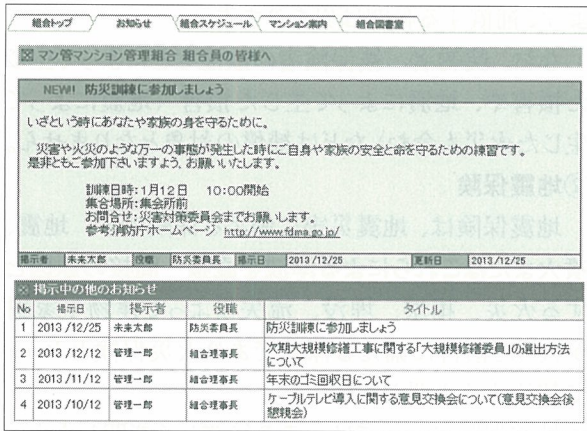 組合トップ お知らせ 組合スケジュール マンション案内 組合図書室
マン管マンション管理組合 組合員の皆様へ
NEW!! 防災訓練に参加しましょう
いざという時にあなたや家族の身を守るために。
災害や火災のような万一の事態が発生した時にご自身や家族の安全と命を守るための練習です。
是非ともご参加下さいますよう、お願いいたします。
訓練日時：1月12日 10:00開始
集合場所：集会所前
お問合せ：災害対策委員会までお願いします。
参考：消防庁ホームページ http://www.fdma.go.jp/
掲示者 未来太郎 役職 防災委員長 掲示日 2013/12/25 更新日 2013/12/25
掲示中の他のお知らせ
No 掲示日 掲示者 役職 タイトル
1 2013/12/25 未来太郎 防災委員長 防災訓練に参加しましょう
2 2013/12/12 管理一郎 組合理事長 次期大規模修繕工事に関する「大規模修繕委員」の選出方法
について
3 2013/11/12 管理一郎 組合理事長 年末のゴミ回収日について
4 2013/10/12 管理一郎 組合理事長 ケーブルテレビ導入に関する意見交換会について(意見交換会後
懇親会)